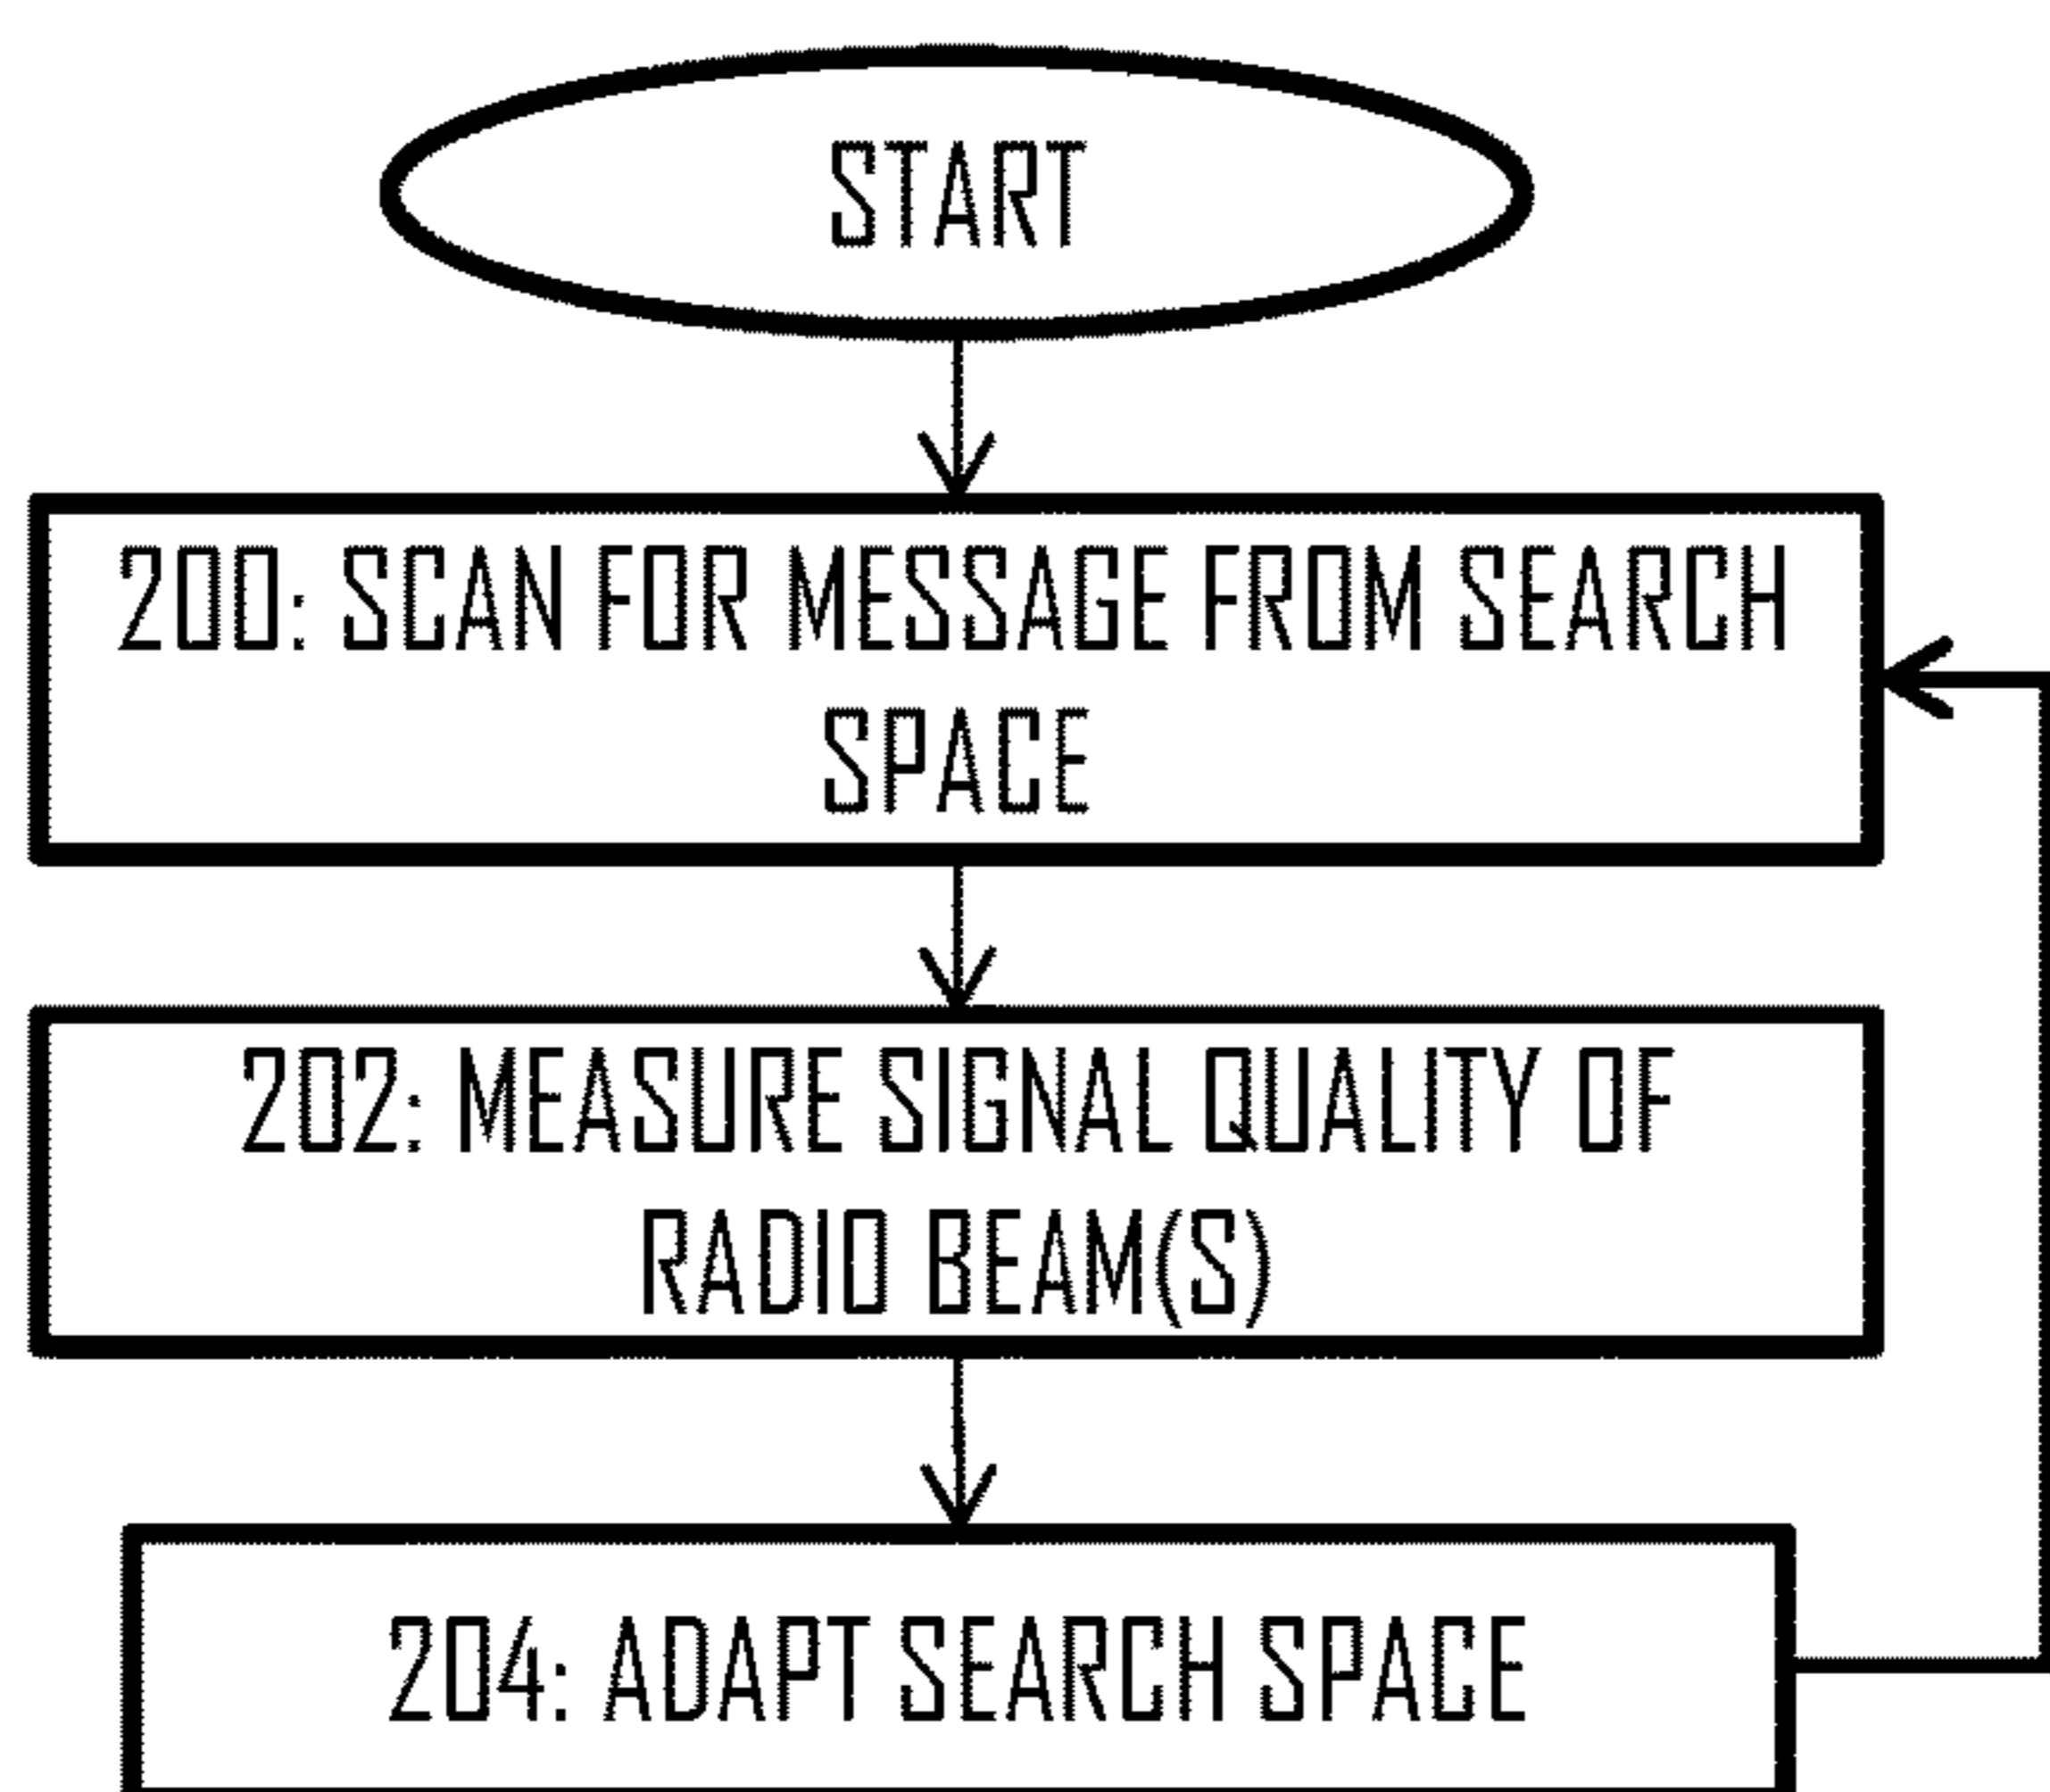 START
200: SCAN FOR MESSAGE FROM SEARCH
SPACE
202: MEASURE SIGNAL QUALITY OF
RADIO BEAM(S)
204: ADAPT SEARCH SPACE